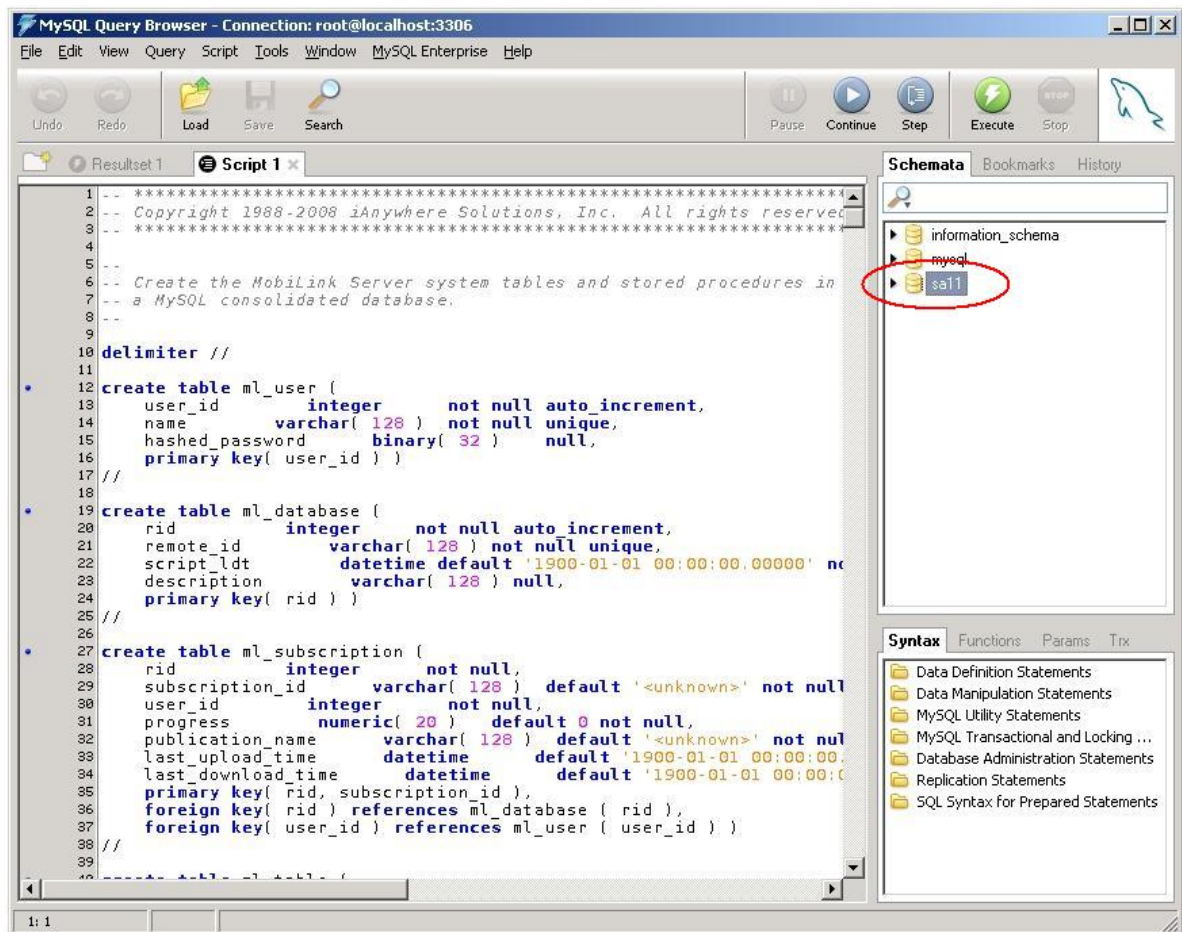 MySQL Query Browser - Connection: root@localhost:3306
File Edit View Query Script Tools Window MySQL Enterprise Help
Undo Redo Load Save Search Pause Continue Step Execute Stop
Resultset 1 Script 1
1 -- ********************************************************************
2 -- Copyright 1988-2008 iAnywhere Solutions, Inc. All rights reserved
3 -- ********************************************************************
4
5 --
6 -- Create the MobiLink Server system tables and stored procedures in
7 -- a MySQL consolidated database.
8 --
9
10 delimiter //
11
12 create table ml_user (
13 user_id integer not null auto_increment,
14 name varchar( 128 ) not null unique,
15 hashed_password binary( 32 ) null,
16 primary key( user_id ) )
17 //
18
19 create table ml_database (
20 rid integer not null auto_increment,
21 remote_id varchar( 128 ) not null unique,
22 script_ldt datetime default '1900-01-01 00:00:00.00000' no
23 description varchar( 128 ) null,
24 primary key( rid ) )
25 //
26
27 create table ml_subscription (
28 rid integer not null,
29 subscription_id varchar( 128 ) default '<unknown>' not null
30 user_id integer not null,
31 progress numeric( 20 ) default 0 not null,
32 publication_name varchar( 128 ) default '<unknown>' not nul
33 last_upload_time datetime default '1900-01-01 00:00:00.
34 last_download_time datetime default '1900-01-01 00:00:0
35 primary key( rid, subscription_id ),
36 foreign key( rid ) references ml_database ( rid ),
37 foreign key( user_id ) references ml_user ( user_id ) )
38 //
39
Schemata Bookmarks History
information_schema
mysql
sa11
Syntax Functions Params Trx
Data Definition Statements
Data Manipulation Statements
MySQL Utility Statements
MySQL Transactional and Locking ...
Database Administration Statements
Replication Statements
SQL Syntax for Prepared Statements
1: 1